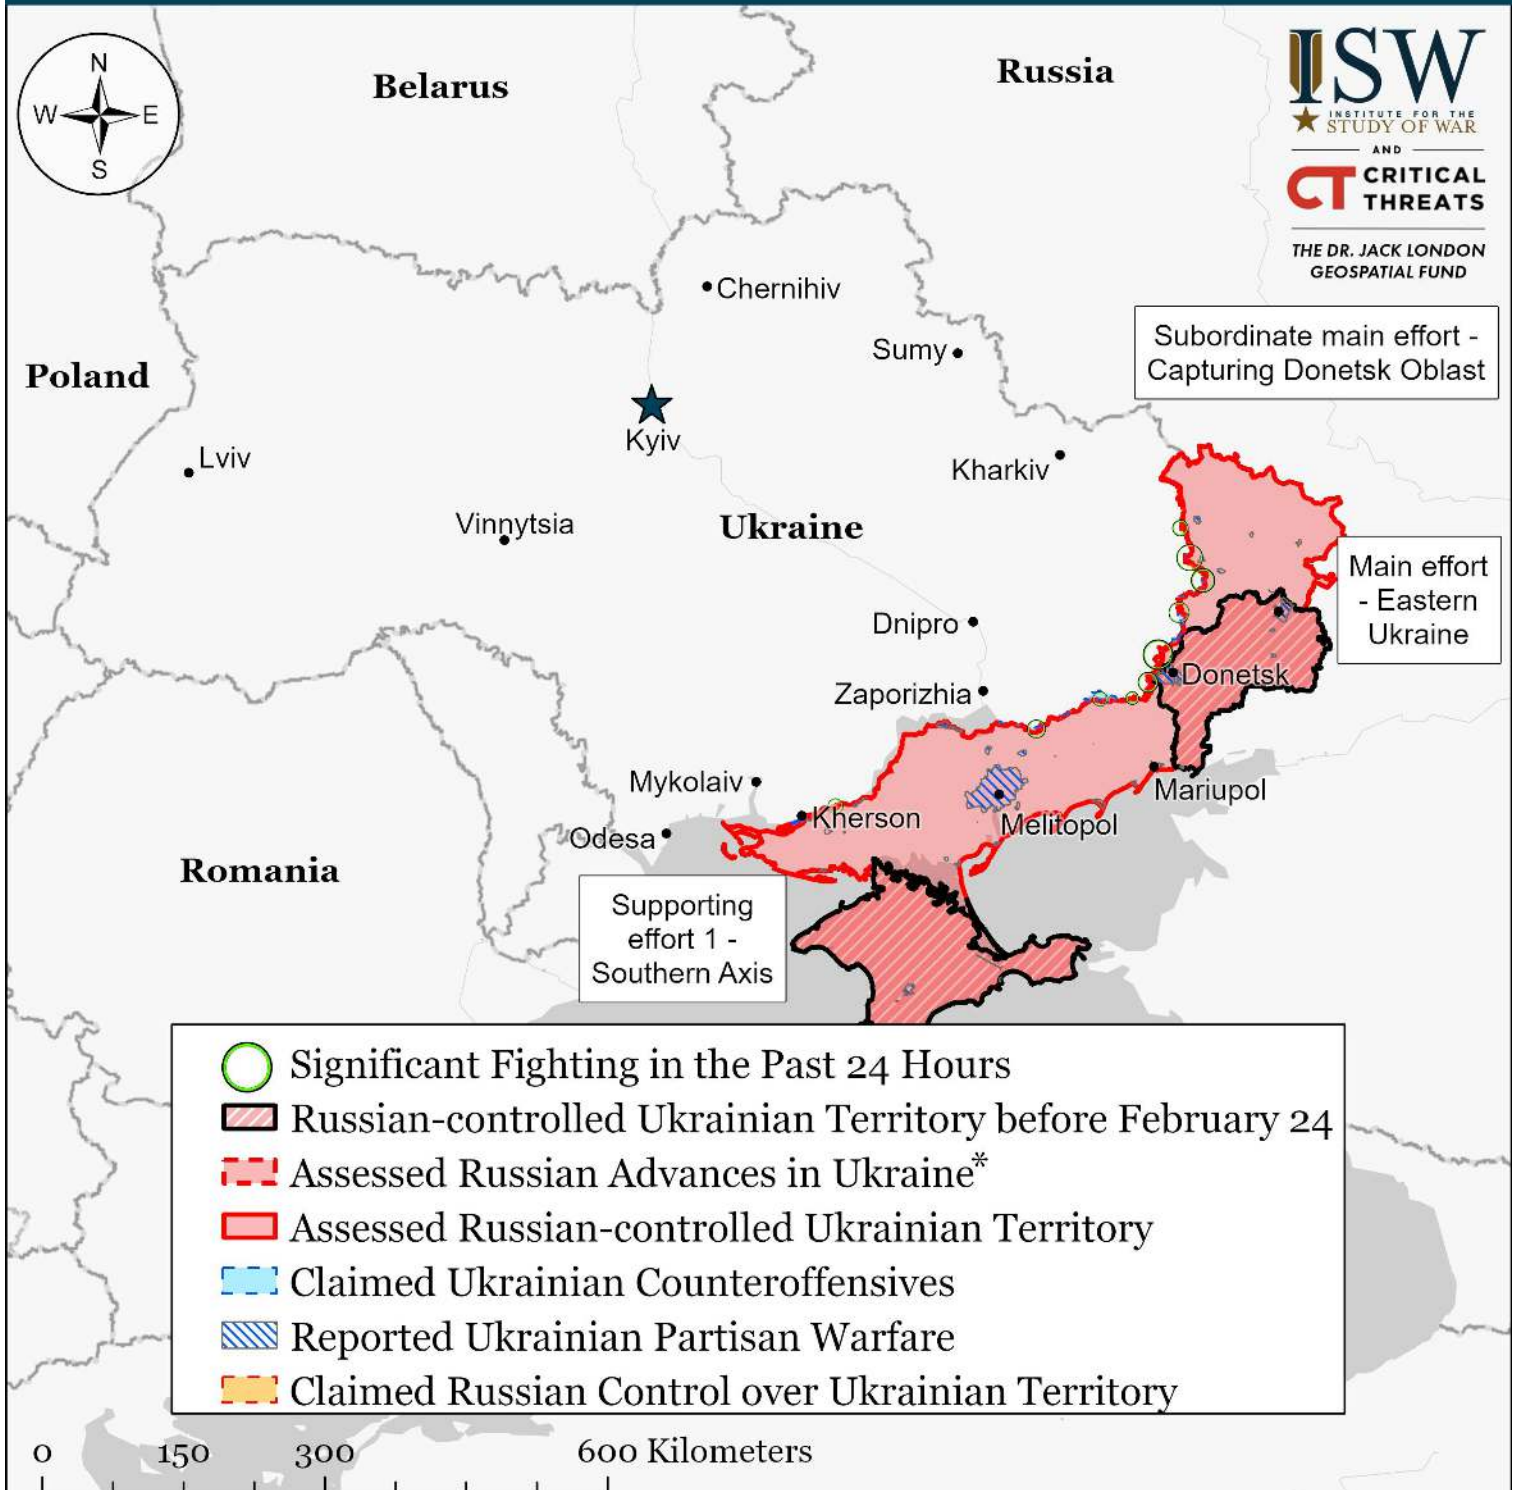 N
W
E
S
Belarus
Russia
ISW
INSTITUTE FOR THE
STUDY OF WAR
AND
CT CRITICAL
THREATS
THE DR. JACK LONDON
GEOSPATIAL FUND
Chernihiv
Subordinate main effort -
Capturing Donetsk Oblast
Sumy
Poland
Kyiv
Lviv
Kharkiv
Vinnytsia
Ukraine
Main effort
- Eastern
Ukraine
Dnipro
Donetsk
Zaporizhia
Mykolaiv
Mariupol
Kherson
Melitopol
Odesa
Romania
Supporting
effort 1 -
Southern Axis
Significant Fighting in the Past 24 Hours
Russian-controlled Ukrainian Territory before February 24
Assessed Russian Advances in Ukraine*
Assessed Russian-controlled Ukrainian Territory
Claimed Ukrainian Counteroffensives
Reported Ukrainian Partisan Warfare
Claimed Russian Control over Ukrainian Territory
0 150 300 600 Kilometers